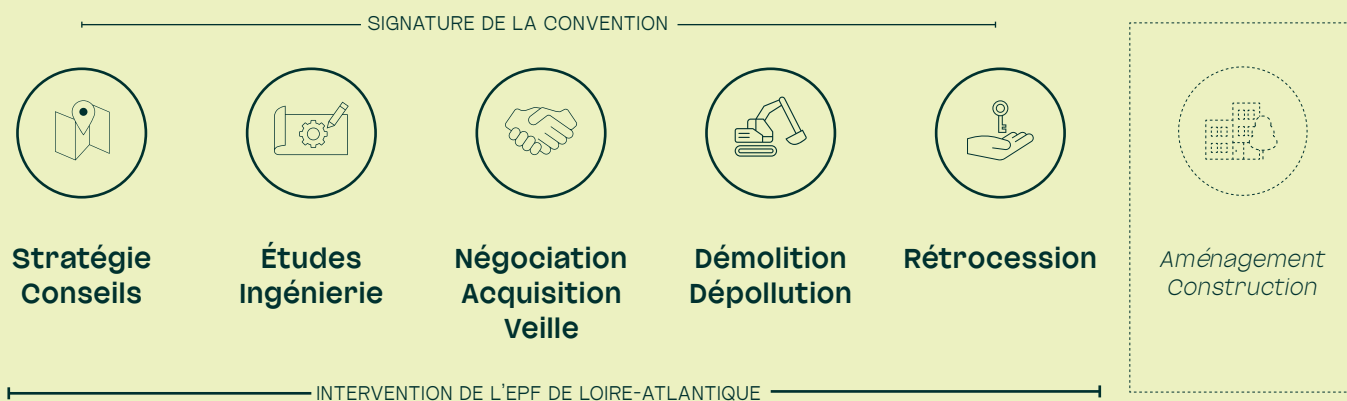 SIGNATURE DE LA CONVENTION
Stratégie
Conseils
Études
Ingénierie
Négociation
Acquisition
Veille
Démolition
Dépollution
Rétrocession
Aménagement
Construction
INTERVENTION DE L'EPF DE LOIRE-ATLANTIQUE